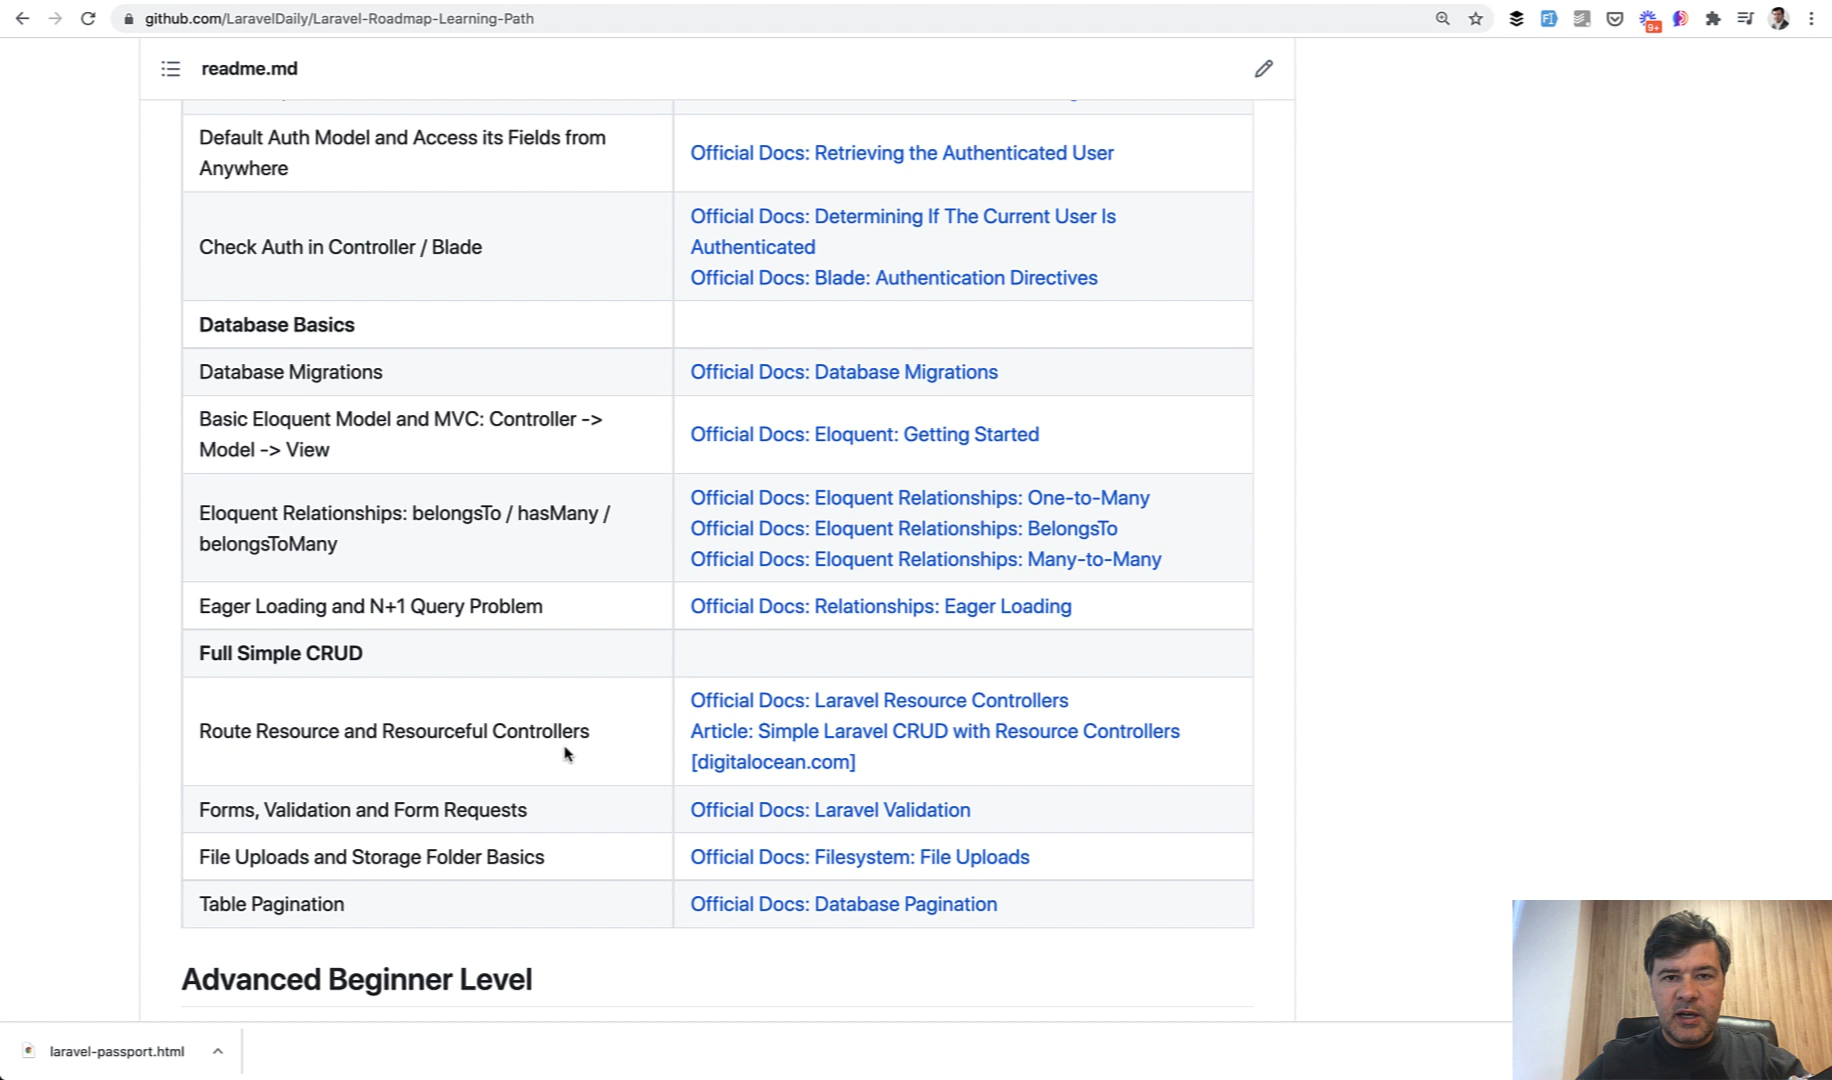 github.com/LaravelDaily/Laravel-Roadmap-Learning-Path
9+
readme.md
Default Auth Model and Access its Fields from
Anywhere
Official Docs: Retrieving the Authenticated User
Check Auth in Controller / Blade
Official Docs: Determining If The Current User Is
Authenticated
Official Docs: Blade: Authentication Directives
Database Basics
Database Migrations
Official Docs: Database Migrations
Basic Eloquent Model and MVC: Controller ->
Model -> View
Official Docs: Eloquent: Getting Started
Eloquent Relationships: belongsTo / hasMany /
belongsToMany
Official Docs: Eloquent Relationships: One-to-Many
Official Docs: Eloquent Relationships: BelongsTo
Official Docs: Eloquent Relationships: Many-to-Many
Eager Loading and N+1 Query Problem
Official Docs: Relationships: Eager Loading
Full Simple CRUD
Route Resource and Resourceful Controllers
Official Docs: Laravel Resource Controllers
Article: Simple Laravel CRUD with Resource Controllers
[digitalocean.com]
Forms, Validation and Form Requests
Official Docs: Laravel Validation
File Uploads and Storage Folder Basics
Official Docs: Filesystem: File Uploads
Table Pagination
Official Docs: Database Pagination
Advanced Beginner Level
laravel-passport.html